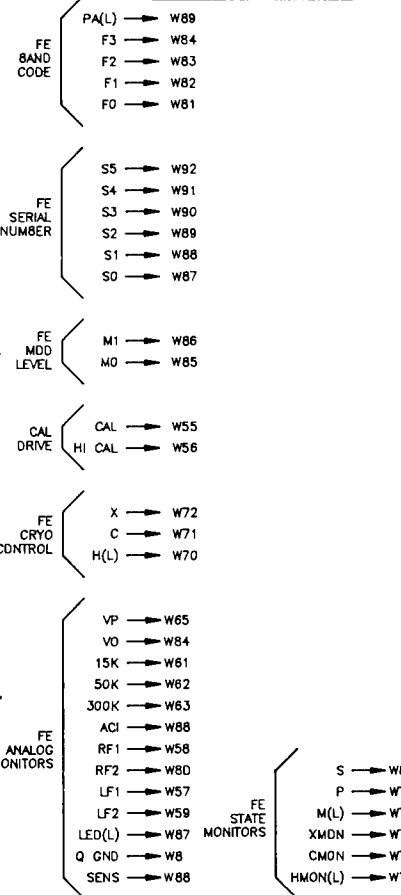 FE
BAND
CODE
PA(L) W89
F3 W84
F2 W83
F1 W82
F0 W81
FE
SERIAL
NUMBER
S5 W92
S4 W91
S3 W90
S2 W89
S1 W88
S0 W87
FE
MOD
LEVEL
M1 W86
M0 W85
CAL
DRIVE
CAL W55
HI CAL W56
FE
CRYO
CONTROL
X W72
C W71
H(L) W70
FE
ANALOG
ONITORS
VP W65
VO W84
15K W61
50K W62
300K W63
ACI W88
RF1 W58
RF2 W8D
LF1 W57
LF2 W59
LED(L) W87
Q GND W8
SENS W88
FE
STATE
MONITORS
S
P
M(L)
XMON
CMON
HMON(L)